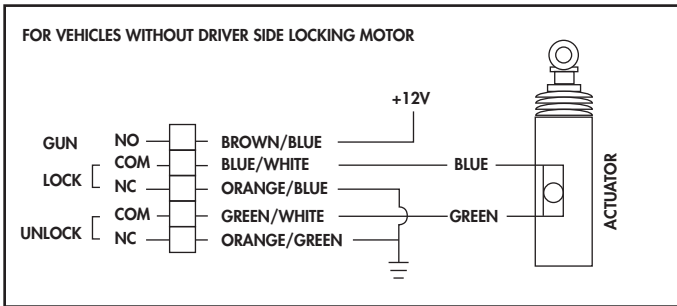 FOR VEHICLES WITHOUT DRIVER SIDE LOCKING MOTOR
+12V
GUN NO BROWN/BLUE
LOCK COM BLUE/WHITE BLUE
NC ORANGE/BLUE
UNLOCK COM GREEN/WHITE GREEN
NC ORANGE/GREEN
ACTUATOR